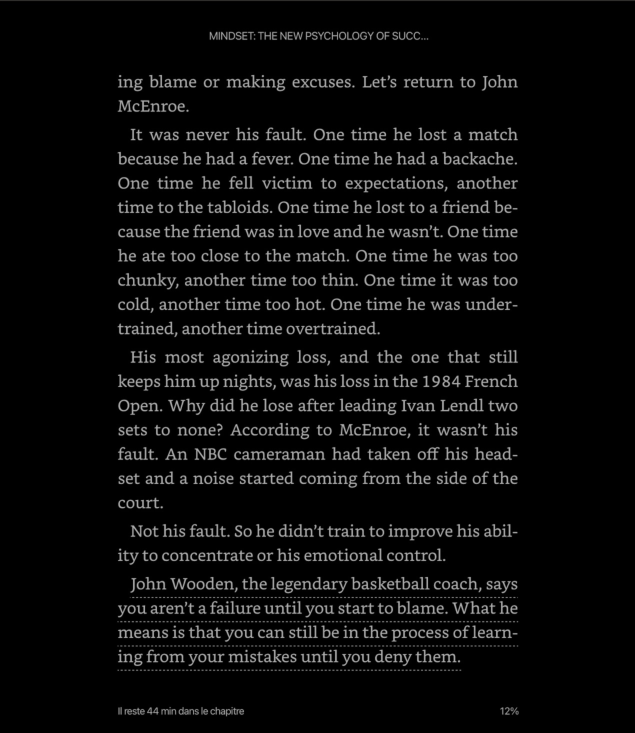 MINDSET: THE NEW PSYCHOLOGY OF SUCC...
ing blame or making excuses. Let’s return to John
McEnroe.
It was never his fault. One time he lost a match
because he had a fever. One time he had a backache.
One time he fell victim to expectations, another
time to the tabloids. One time he lost to a friend be-
cause the friend was in love and he wasn’t. One time
he ate too close to the match. One time he was too
chunky, another time too thin. One time it was too
cold, another time too hot. One time he was under-
trained, another time overtrained.
His most agonizing loss, and the one that still
keeps him up nights, was his loss in the 1984 French
Open. Why did he lose after leading Ivan Lendl two
sets to none? According to McEnroe, it wasn’t his
fault. An NBC cameraman had taken off his head-
set and a noise started coming from the side of the
court.
Not his fault. So he didn’t train to improve his abil-
ity to concentrate or his emotional control.
John Wooden, the legendary basketball coach, says
you aren’t a failure until you start to blame. What he
means is that you can still be in the process of learn-
ing from your mistakes until you deny them.
Il reste 44 min dans le chapitre
12%